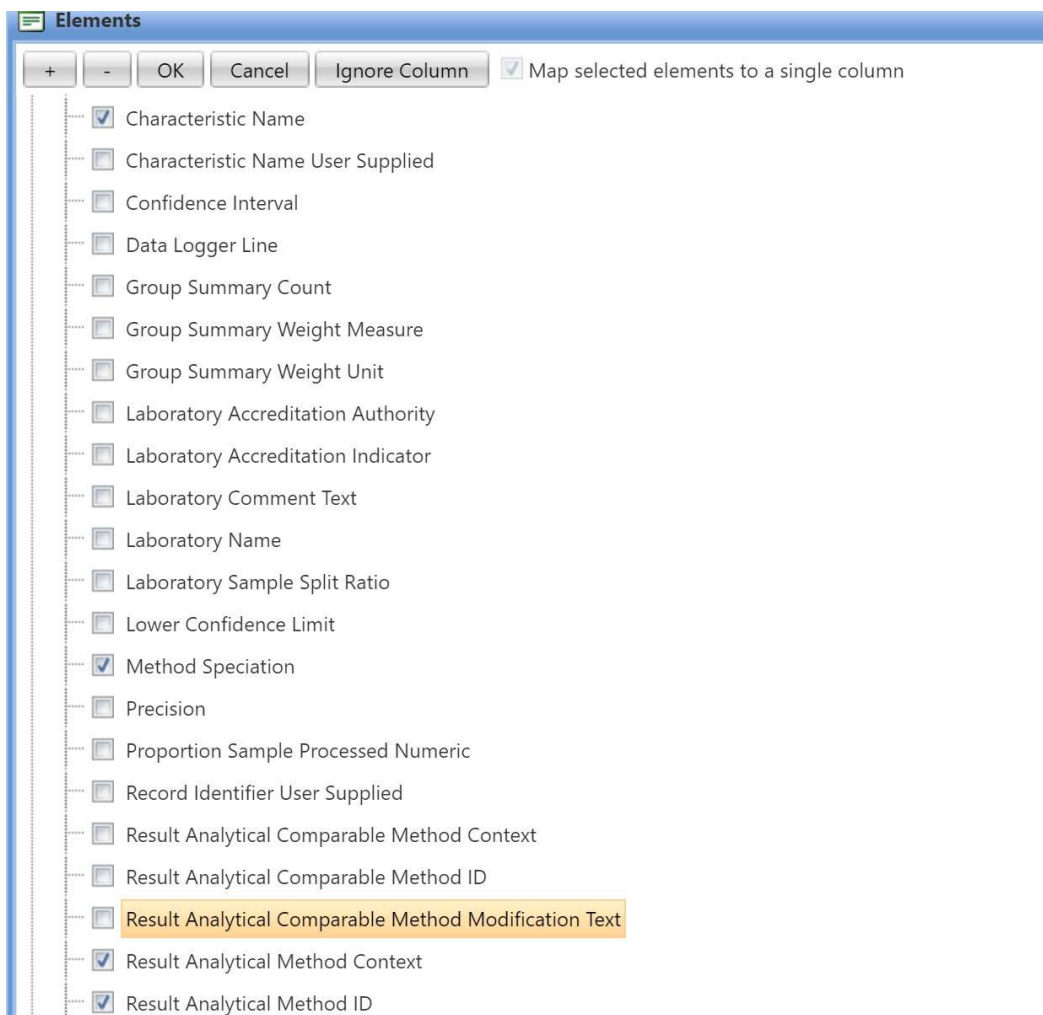 Elements
+ - OK Cancel Ignore Column Map selected elements to a single column
Characteristic Name
Characteristic Name User Supplied
Confidence Interval
Data Logger Line
Group Summary Count
Group Summary Weight Measure
Group Summary Weight Unit
Laboratory Accreditation Authority
Laboratory Accreditation Indicator
Laboratory Comment Text
Laboratory Name
Laboratory Sample Split Ratio
Lower Confidence Limit
Method Speciation
Precision
Proportion Sample Processed Numeric
Record Identifier User Supplied
Result Analytical Comparable Method Context
Result Analytical Comparable Method ID
Result Analytical Comparable Method Modification Text
Result Analytical Method Context
Result Analytical Method ID